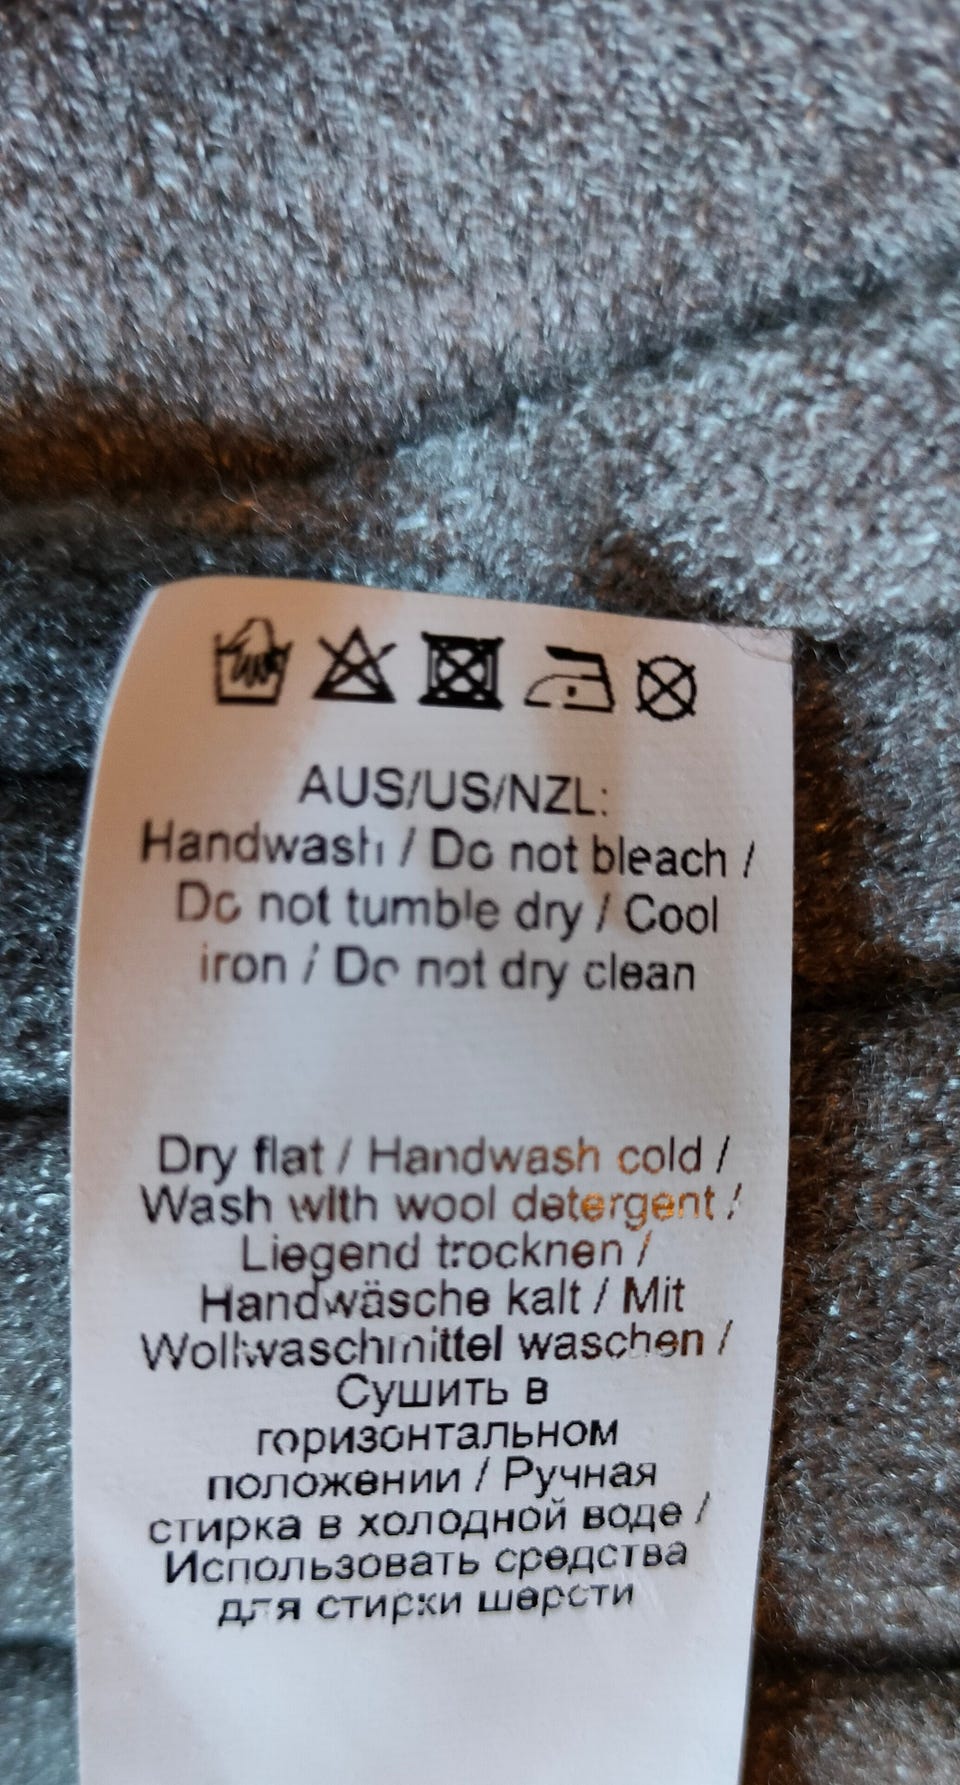 AUS/US/NZL:
Handwash / Do not bleach /
Do not tumble dry / Cool
iron / Do not dry clean
Dry flat / Handwash cold /
Wash with wool detergent /
Liegend trocknen /
Handwäsche kalt / Mit
Wollwaschmittel waschen /
Сушить в
горизонтальном
положении / Ручная
стирка в холодной воде /
Использовать средства
для стирки шерсти